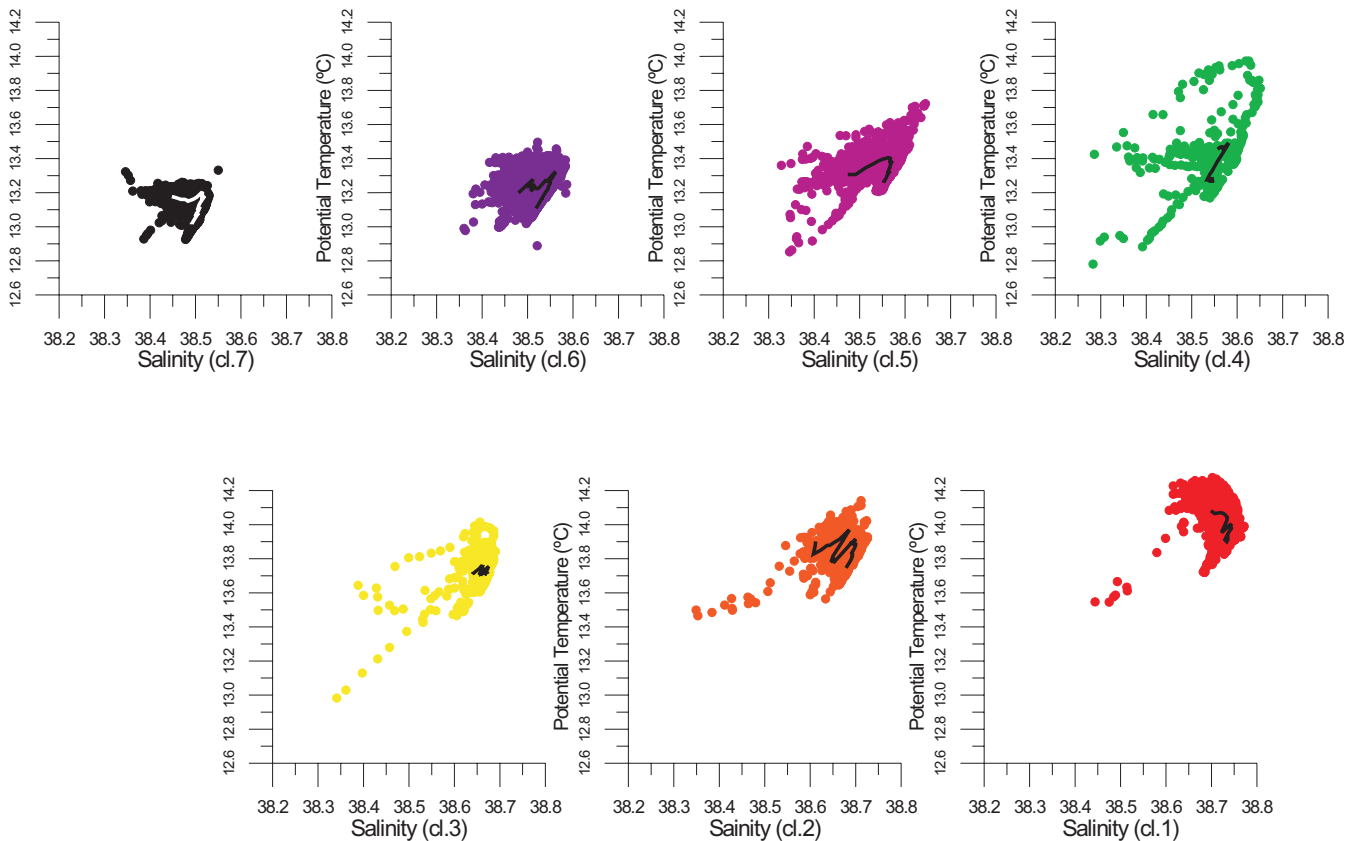 14.2 14.0 13.8 13.6 13.4 13.2 13.0 12.8 12.6
38.2 38.3 38.4 38.5 38.6 38.7 38.8
Salinity (cl.7)
Potential Temperature (ºC)
14.2 14.0 13.8 13.6 13.4 13.2 13.0 12.8 12.6
38.2 38.3 38.4 38.5 38.6 38.7 38.8
Salinity (cl.6)
Potential Temperature (ºC)
14.2 14.0 13.8 13.6 13.4 13.2 13.0 12.8 12.6
38.2 38.3 38.4 38.5 38.6 38.7 38.8
Salinity (cl.5)
Potential Temperature (ºC)
14.2 14.0 13.8 13.6 13.4 13.2 13.0 12.8 12.6
38.2 38.3 38.4 38.5 38.6 38.7 38.8
Salinity (cl.4)
14.2 14.0 13.8 13.6 13.4 13.2 13.0 12.8 12.6
38.2 38.3 38.4 38.5 38.6 38.7 38.8
Salinity (cl.3)
Potential Temperature (ºC)
14.2 14.0 13.8 13.6 13.4 13.2 13.0 12.8 12.6
38.2 38.3 38.4 38.5 38.6 38.7 38.8
Sainity (cl.2)
Potential Temperature (ºC)
14.2 14.0 13.8 13.6 13.4 13.2 13.0 12.8 12.6
38.2 38.3 38.4 38.5 38.6 38.7 38.8
Salinity (cl.1)